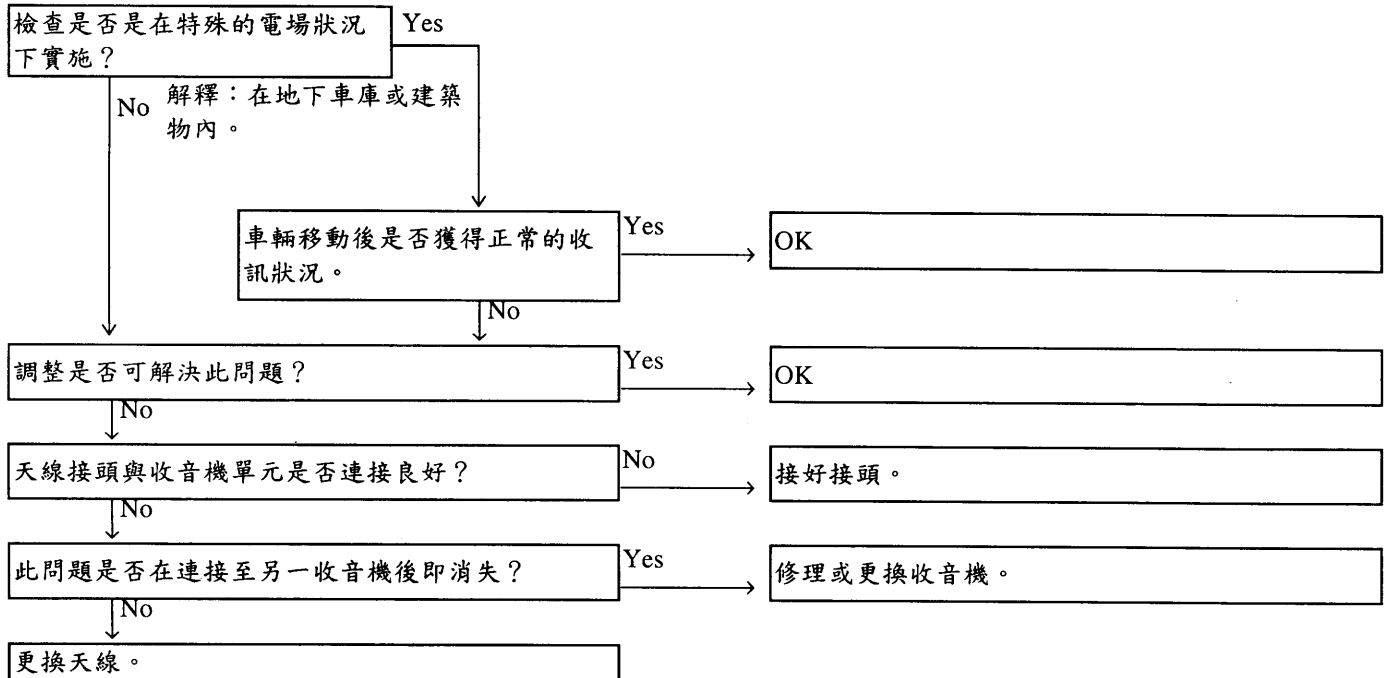 檢查是否是在特殊的電場狀況
下實施？
Yes
No
解釋：在地下車庫或建築
物內。
車輛移動後是否獲得正常的收
訊狀況。
Yes
OK
No
調整是否可解決此問題？
Yes
OK
No
天線接頭與收音機單元是否連接良好？
No
接好接頭。
No
此問題是否在連接至另一收音機後即消失？
Yes
修理或更換收音機。
No
更換天線。